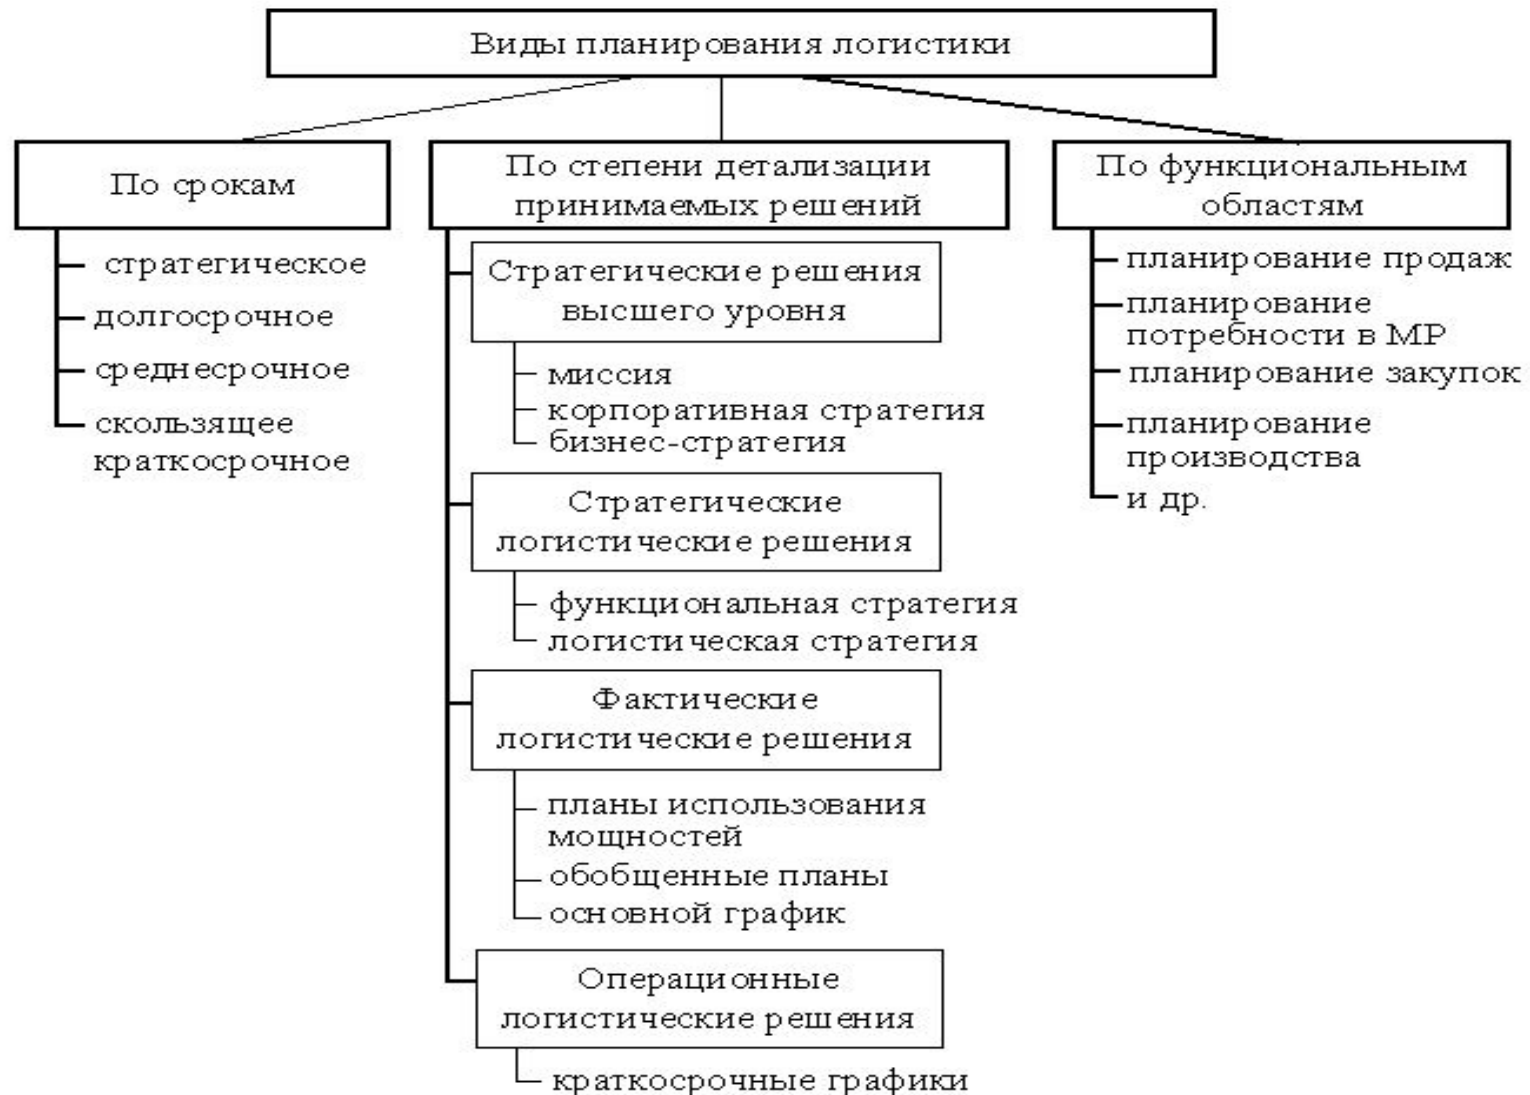 Виды планирования логистики
По срокам
стратегическое
долгосрочное
среднесрочное
скользящее
краткосрочное
По степени детализации
принимаемых решений
Стратегические решения
высшего уровня
миссия
корпоративная стратегия
бизнес-стратегия
Стратегические
логистические решения
функциональная стратегия
логистическая стратегия
Фактические
логистические решения
планы использования
мощностей
обобщенные планы
основной график
Операционные
логистические решения
краткосрочные графики
По функциональным
областям
планирование продаж
планирование
потребности в МР
планирование закупок
планирование
производства
и др.